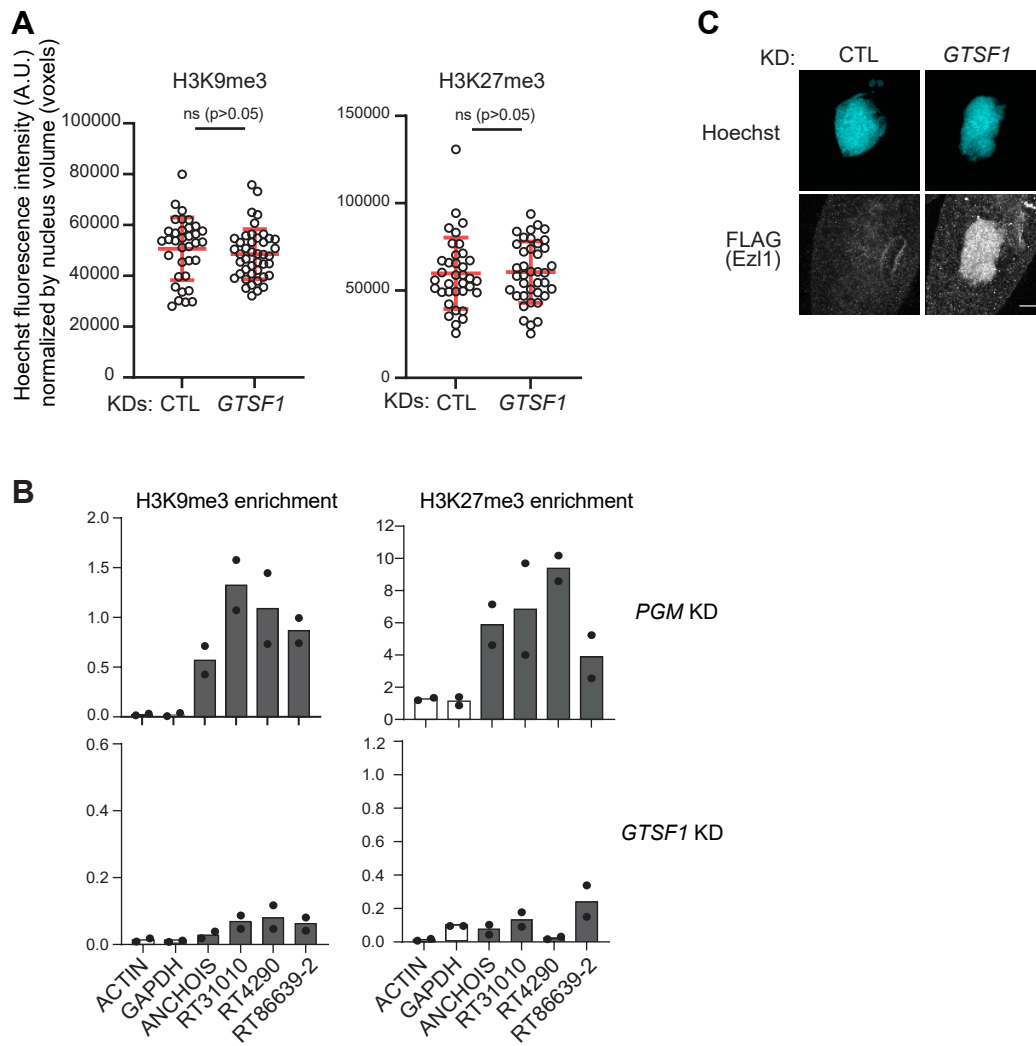 A
Hoechst fluorescence intensity (A.U.)
normalized by nucleus volume (voxels)
H3K9me3
ns (p>0.05)
100000
80000
60000
40000
20000
0
KDs: CTL GTSF1
H3K27me3
ns (p>0.05)
150000
100000
50000
0
KDs: CTL GTSF1
C
KD: CTL GTSF1
Hoechst
FLAG
(Ezl1)
B
H3K9me3 enrichment
2.0
1.5
1.0
0.5
0.0
H3K27me3 enrichment
12
10
8
6
4
2
0
PGM KD
0.6
0.4
0.2
0.0
ACTIN
GAPDH
ANCHOIS
RT31010
RT4290
RT86639-2
1.2
1.0
0.8
0.6
0.4
0.2
0.0
ACTIN
GAPDH
ANCHOIS
RT31010
RT4290
RT86639-2
GTSF1 KD